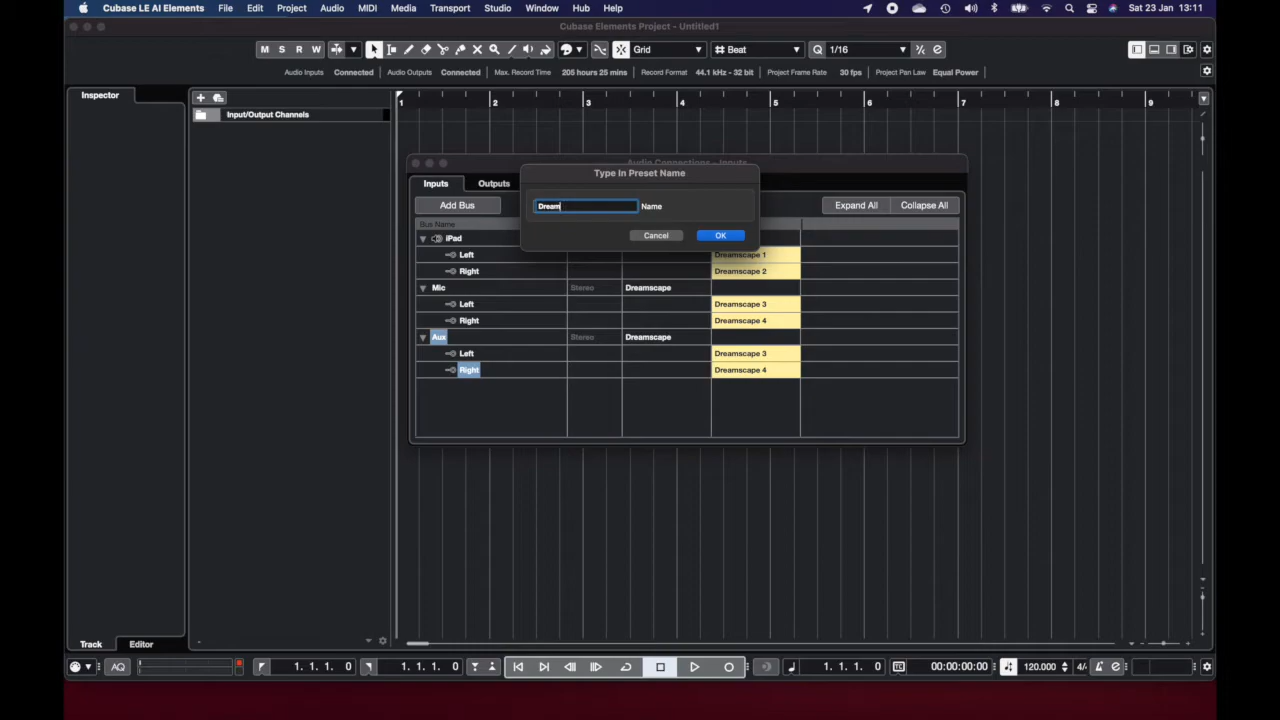 Cubase LE AI Elements File Edit Project Audio MIDI Media Transport Studio Window Hub Help Sat 23 Jan 13:11
Cubase Elements Project - Untitled1
M S R W Grid Beat Q 1/16
Audio Inputs Connected Audio Outputs Connected Max. Record Time 205 hours 25 mins Record Format 44.1 kHz - 32 bit Project Frame Rate 30 fps Project Pan Law Equal Power
Inspector
Input/Output Channels
1 2 3 4 5 6 7 8 9
Audio Connections - Inputs
Type In Preset Name
Inputs Outputs
Dream Name
Add Bus
Expand All Collapse All
Cancel OK
Bus Name
iPad
Left Dreamscape 1
Right Dreamscape 2
Mic Stereo Dreamscape
Left Dreamscape 3
Right Dreamscape 4
Aux Stereo Dreamscape
Left Dreamscape 3
Right Dreamscape 4
Track Editor
AQ 1. 1. 1. 0 1. 1. 1. 0 1. 1. 1. 0 00:00:00:00 120.000 4/